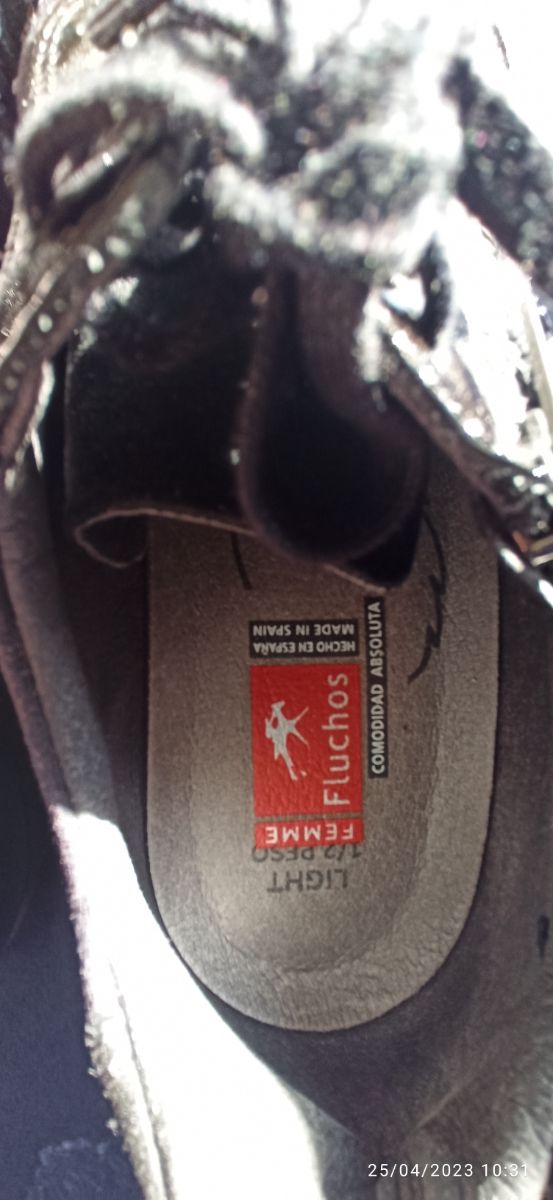 LIGHT
1/2 PESO
FEMME
Fluchos
HECHO EN ESPAÑA
MADE IN SPAIN
COMODIDAD ABSOLUTA
25/04/2023 10:31